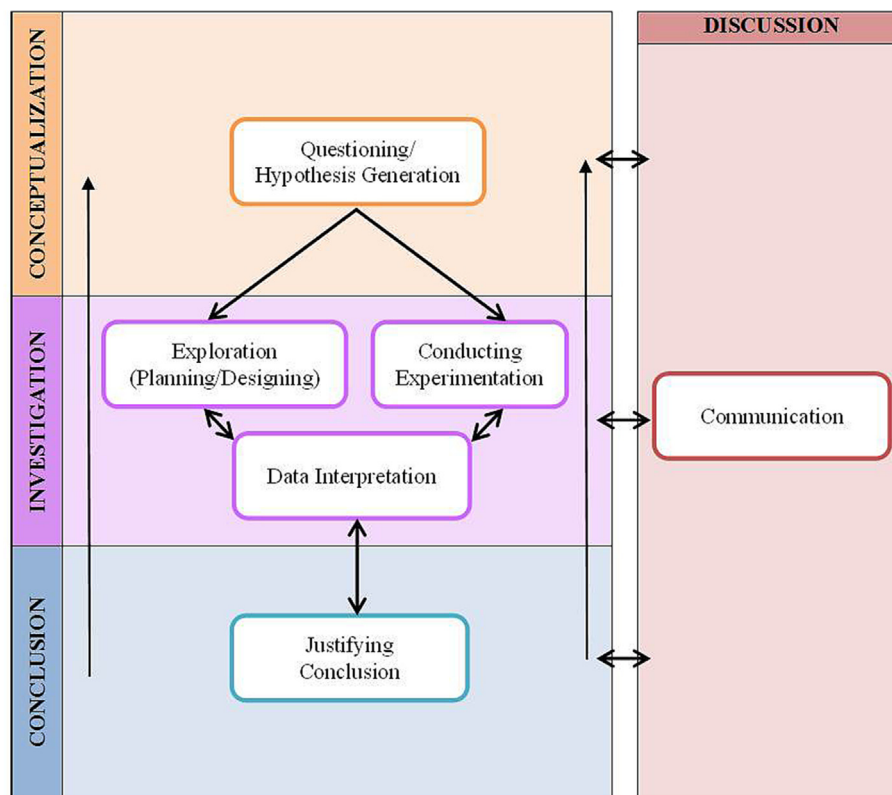 DISCUSSION
CONCEPTUALIZATION
Questioning/
Hypothesis Generation
INVESTIGATION
Exploration
(Planning/Designing)
Conducting
Experimentation
Communication
Data Interpretation
CONCLUSION
Justifying
Conclusion